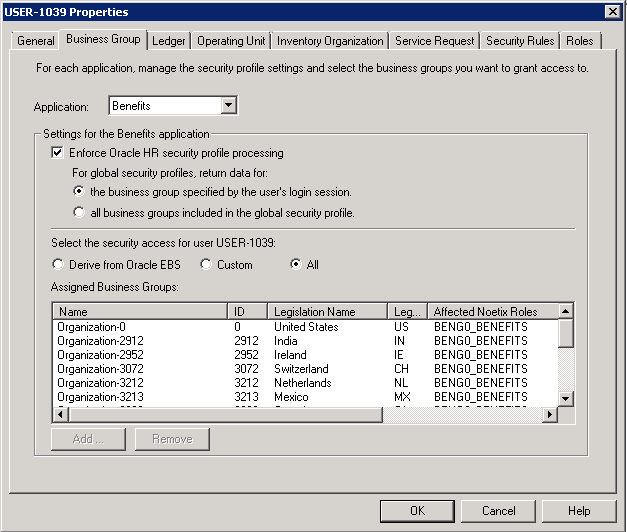 USER-1039 Properties
General Business Group Ledger Operating Unit Inventory Organization Service Request Security Rules Roles
For each application, manage the security profile settings and select the business groups you want to grant access to.
Application: Benefits
Settings for the Benefits application
Enforce Oracle HR security profile processing
For global security profiles, return data for:
the business group specified by the user's login session.
all business groups included in the global security profile.
Select the security access for user USER-1039:
Derive from Oracle EBS Custom All
Assigned Business Groups:
Name ID Legislation Name Leg... Affected Noetix Roles
Organization-0 0 United States US BENG0_BENEFITS
Organization-2912 2912 India IN BENG0_BENEFITS
Organization-2952 2952 Ireland IE BENG0_BENEFITS
Organization-3072 3072 Switzerland CH BENG0_BENEFITS
Organization-3212 3212 Netherlands NL BENG0_BENEFITS
Organization-3213 3213 Mexico MX BENG0_BENEFITS
Add ... Remove
OK Cancel Help